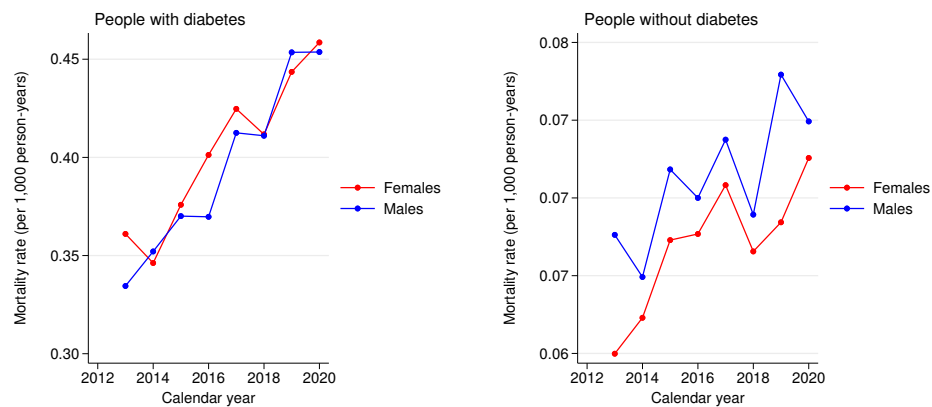 People with diabetes
Mortality rate (per 1,000 person-years)
0.45
0.40
0.35
0.30
2012 2014 2016 2018 2020
Calendar year
Females
Males
People without diabetes
Mortality rate (per 1,000 person-years)
0.08
0.07
0.07
0.07
0.06
2012 2014 2016 2018 2020
Calendar year
Females
Males